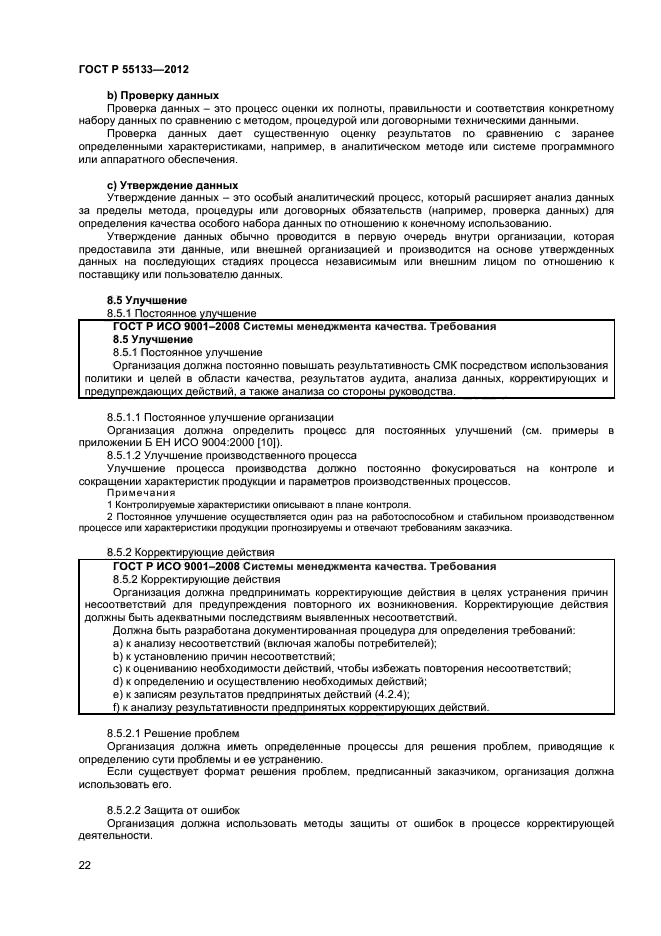 ГОСТ Р 55133—2012
b) Проверку данных
Проверка данных – это процесс оценки их полноты, правильности и соответствия конкретному
набору данных по сравнению с методом, процедурой или договорными техническими данными.
Проверка данных дает существенную оценку результатов по сравнению с заранее
определенными характеристиками, например, в аналитическом методе или системе программного
или аппаратного обеспечения.
c) Утверждение данных
Утверждение данных – это особый аналитический процесс, который расширяет анализ данных
за пределы метода, процедуры или договорных обязательств (например, проверка данных) для
определения качества особого набора данных по отношению к конечному использованию.
Утверждение данных обычно проводится в первую очередь внутри организации, которая
предоставила эти данные, или внешней организацией и производится на основе утвержденных
данных на последующих стадиях процесса независимым или внешним лицом по отношению к
поставщику или пользователю данных.
8.5 Улучшение
8.5.1 Постоянное улучшение
ГОСТ Р ИСО 9001–2008 Системы менеджмента качества. Требования
8.5 Улучшение
8.5.1 Постоянное улучшение
Организация должна постоянно повышать результативность СМК посредством использования
политики и целей в области качества, результатов аудита, анализа данных, корректирующих и
предупреждающих действий, а также анализа со стороны руководства.
8.5.1.1 Постоянное улучшение организации
Организация должна определить процесс для постоянных улучшений (см. примеры в
приложении Б ЕН ИСО 9004:2000 [10]).
8.5.1.2 Улучшение производственного процесса
Улучшение процесса производства должно постоянно фокусироваться на контроле и
сокращении характеристик продукции и параметров производственных процессов.
Примечания
1 Контролируемые характеристики описывают в плане контроля.
2 Постоянное улучшение осуществляется один раз на работоспособном и стабильном производственном
процессе или характеристики продукции прогнозируемы и отвечают требованиям заказчика.
8.5.2 Корректирующие действия
ГОСТ Р ИСО 9001–2008 Системы менеджмента качества. Требования
8.5.2 Корректирующие действия
Организация должна предпринимать корректирующие действия в целях устранения причин
несоответствий для предупреждения повторного их возникновения. Корректирующие действия
должны быть адекватными последствиям выявленных несоответствий.
Должна быть разработана документированная процедура для определения требований:
a) к анализу несоответствий (включая жалобы потребителей);
b) к установлению причин несоответствий;
c) к оцениванию необходимости действий, чтобы избежать повторения несоответствий;
d) к определению и осуществлению необходимых действий;
e) к записям результатов предпринятых действий (4.2.4);
f) к анализу результативности предпринятых корректирующих действий.
8.5.2.1 Решение проблем
Организация должна иметь определенные процессы для решения проблем, приводящие к
определению сути проблемы и ее устранению.
Если существует формат решения проблем, предписанный заказчиком, организация должна
использовать его.
8.5.2.2 Защита от ошибок
Организация должна использовать методы защиты от ошибок в процессе корректирующей
деятельности.
22